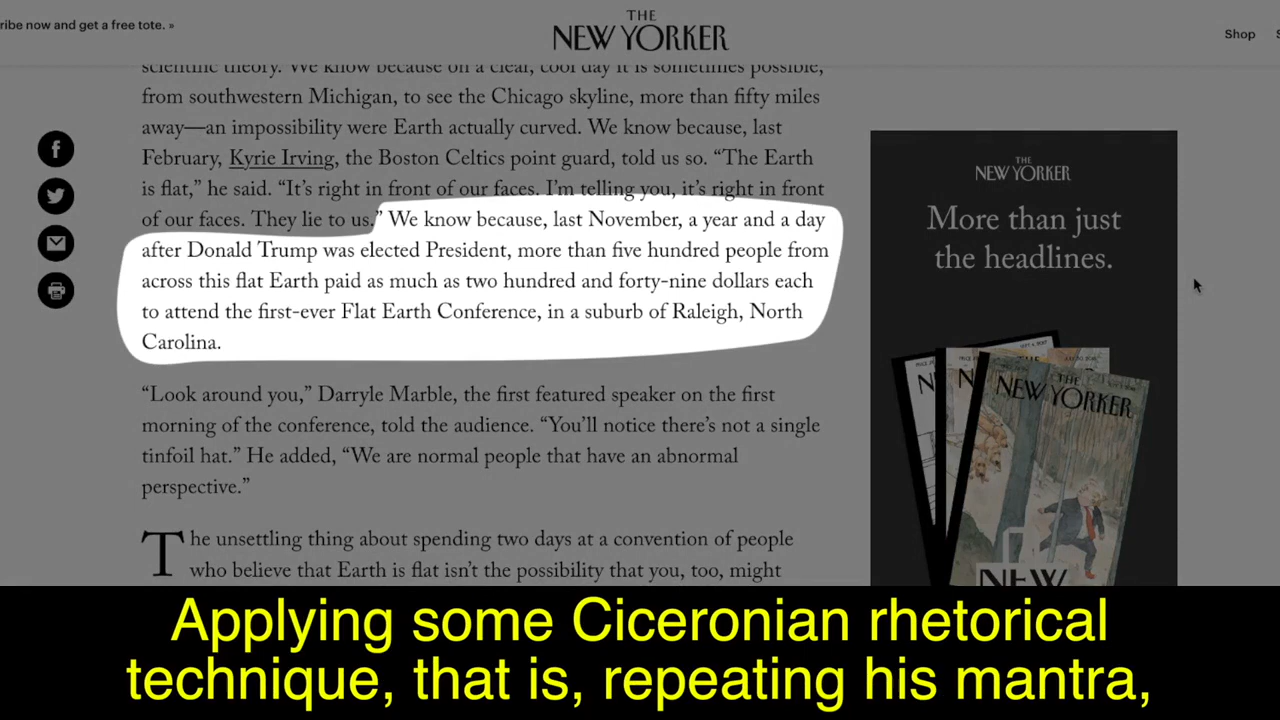 ribe now and get a free tote. »
THE
NEW YORKER
Shop
scientific theory. We know because on a clear, cool day it is sometimes possible,
from southwestern Michigan, to see the Chicago skyline, more than fifty miles
away—an impossibility were Earth actually curved. We know because, last
February, Kyrie Irving, the Boston Celtics point guard, told us so. “The Earth
is flat,” he said. “It’s right in front of our faces. I’m telling you, it’s right in front
of our faces. They lie to us.” We know because, last November, a year and a day
after Donald Trump was elected President, more than five hundred people from
across this flat Earth paid as much as two hundred and forty-nine dollars each
to attend the first-ever Flat Earth Conference, in a suburb of Raleigh, North
Carolina.
“Look around you,” Darryle Marble, the first featured speaker on the first
morning of the conference, told the audience. “You’ll notice there’s not a single
tinfoil hat.” He added, “We are normal people that have an abnormal
perspective.”
The unsettling thing about spending two days at a convention of people
who believe that Earth is flat isn’t the possibility that you, too, might
THE
NEW YORKER
More than just
the headlines.
THE
NEW YORKER
NEW
Applying some Ciceronian rhetorical
technique, that is, repeating his mantra,